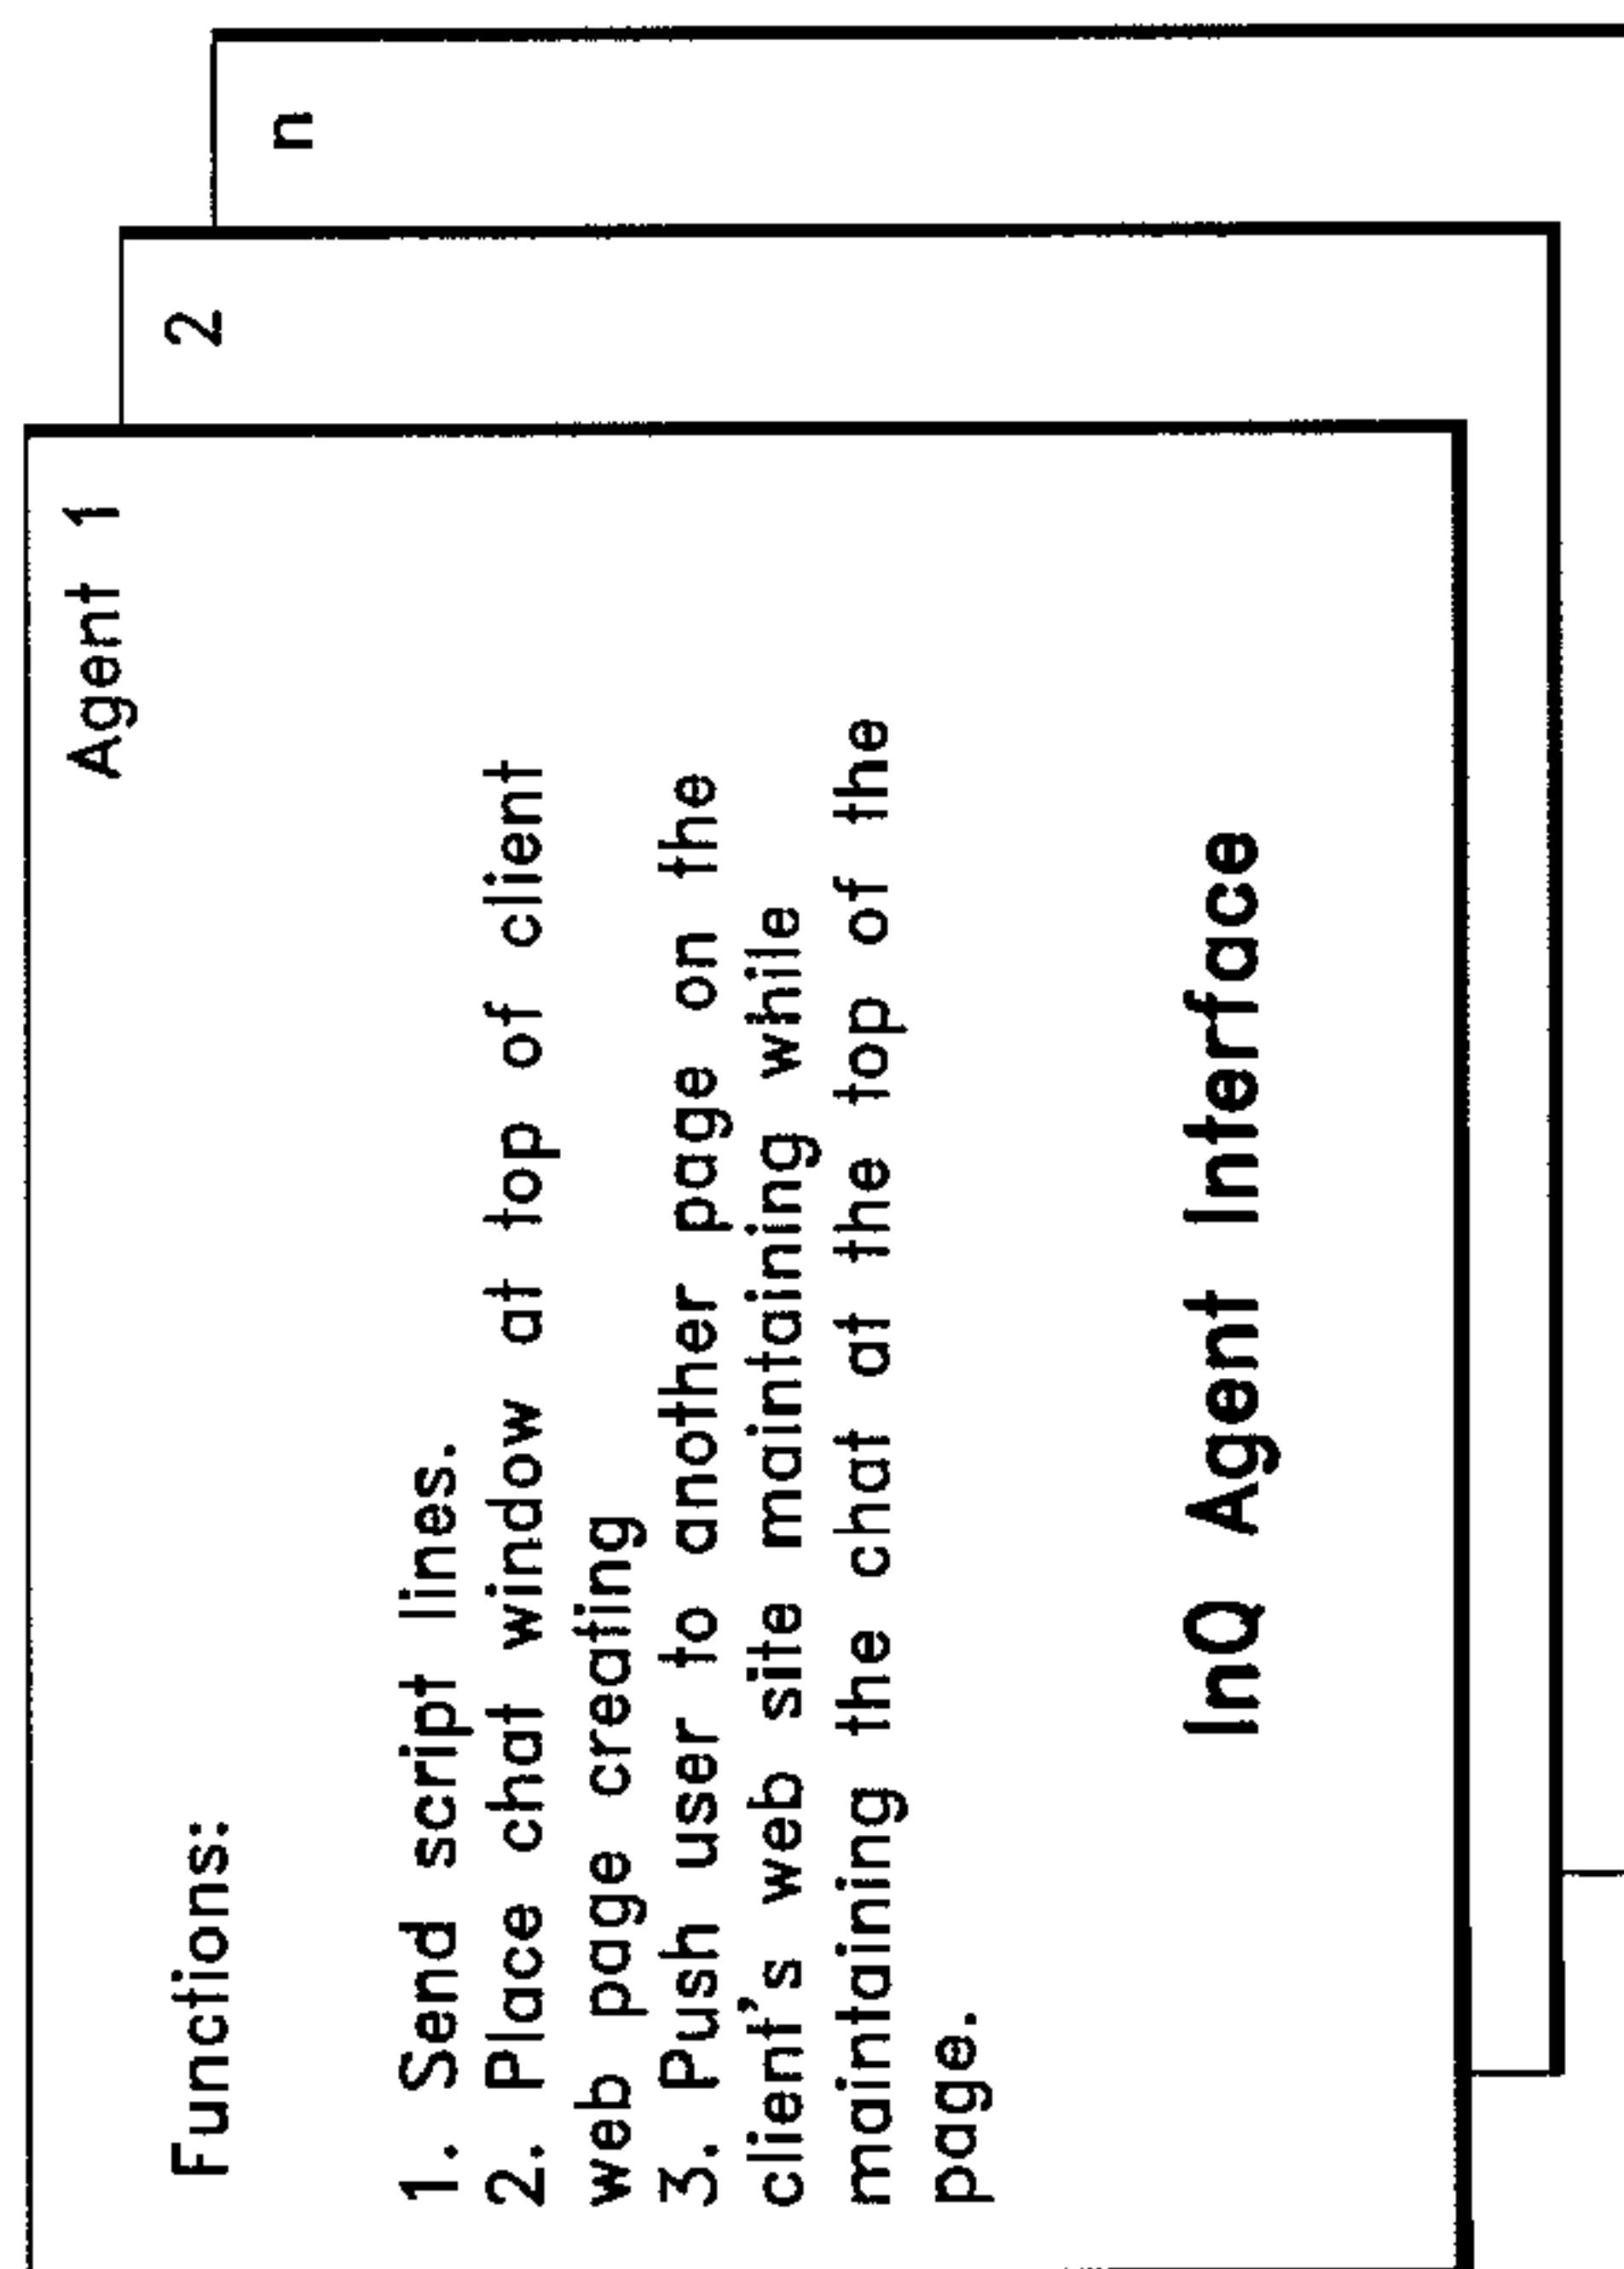 n
2
Agent 1
Functions:
1. Send script lines.
2. Place chat window at top of client
web page creating
3. Push user to another page on the
client's web site maintaining while
maintaining the chat at the top of the
page.
InQ Agent Interface